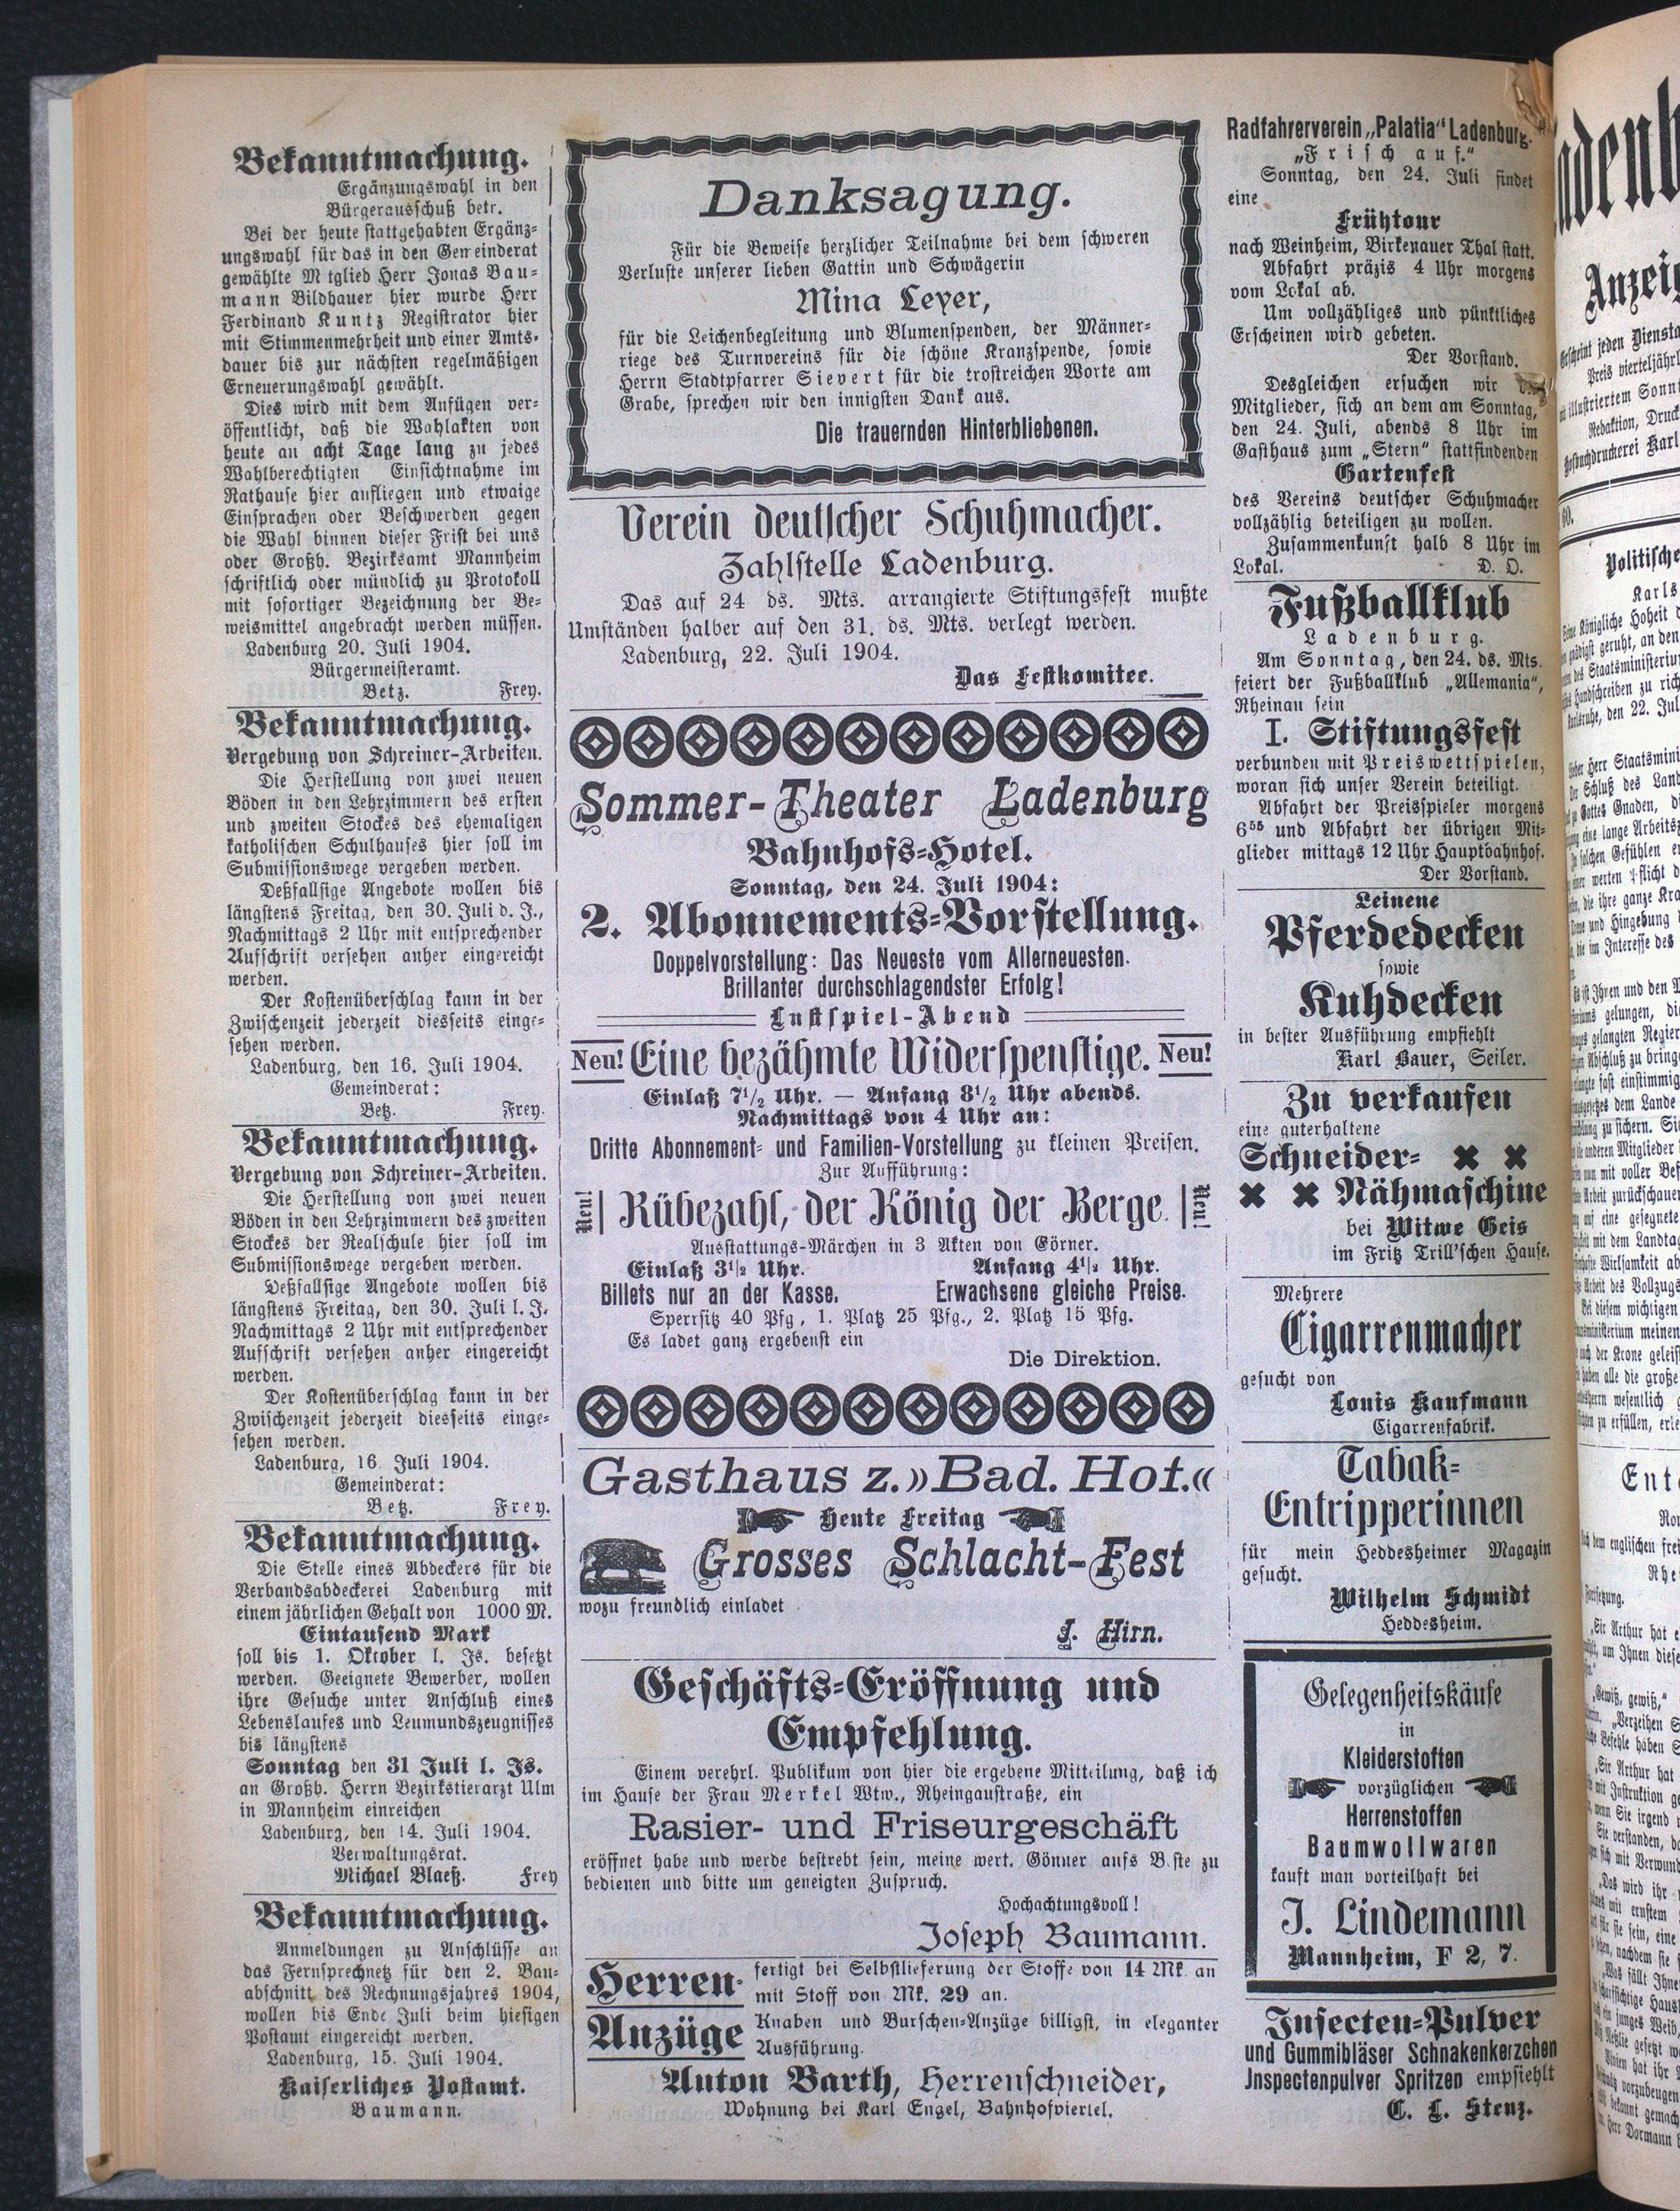 Bekanntmachung.
Ergänzungswahl in den
Bürgerausschuß betr.
Bei der heute stattgehabten Ergänz-
ungswahl für das in den Gemeinderat
gewählte M tglied Herr Jonas Bau-
mann Bildhauer hier wurde Herr
Ferdinand Kuntz Registrator hier
mit Stimmenmehrheit und einer Amts-
dauer bis zur nächsten regelmäßigen
Erneuerungswahl gewählt.
Dies wird mit dem Anfügen ver-
öffentlicht, daß die Wahlakten von
heute an acht Tage lang zu jedes
Wahlberechtigten Einsichtnahme im
Rathause hier aufliegen und etwaige
Einsprachen oder Beschwerden gegen
die Wahl binnen dieser Frist bei uns
oder Großh. Bezirksamt Mannheim
schriftlich oder mündlich zu Protokoll
mit sofortiger Bezeichnung der Be-
weismittel angebracht werden müssen.
Ladenburg 20. Juli 1904.
Bürgermeisteramt.
Betz. Frey.
Bekanntmachung.
Vergebung von Schreiner-Arbeiten.
Die Herstellung von zwei neuen
Böden in den Lehrzimmern des ersten
und zweiten Stockes des ehemaligen
katholischen Schulhauses hier soll im
Submissionswege vergeben werden.
Deßfallsige Angebote wollen bis
längstens Freitag, den 30. Juli d. J.,
Nachmittags 2 Uhr mit entsprechender
Aufschrift versehen anher eingereicht
werden.
Der Kostenüberschlag kann in der
Zwischenzeit jederzeit diesseits einge-
sehen werden.
Ladenburg, den 16. Juli 1904.
Gemeinderat:
Betz. Frey.
Bekanntmachung.
Vergebung von Schreiner-Arbeiten.
Die Herstellung von zwei neuen
Böden in den Lehrzimmern des zweiten
Stockes der Realschule hier soll im
Submissionswege vergeben werden.
Deßfallsige Angebote wollen bis
längstens Freitag, den 30. Juli l. J.
Nachmittags 2 Uhr mit entsprechender
Aufschrift versehen anher eingereicht
werden.
Der Kostenüberschlag kann in der
Zwischenzeit jederzeit diesseits einge-
sehen werden.
Ladenburg, 16. Juli 1904.
Gemeinderat:
Betz. Frey.
Bekanntmachung.
Die Stelle eines Abdeckers für die
Verbandsabdeckerei Ladenburg mit
einem jährlichen Gehalt von 1000 M.
Eintausend Mark
soll bis 1. Oktober l. Js. besetzt
werden. Geeignete Bewerber, wollen
ihre Gesuche unter Anschluß eines
Lebenslaufes und Leumundszeugnisses
bis längstens
Sonntag den 31 Juli l. Js.
an Großh. Herrn Bezirkstierarzt Ulm
in Mannheim einreichen
Ladenburg, den 14. Juli 1904.
Verwaltungsrat.
Michael Blaeß. Frey
Bekanntmachung.
Anmeldungen zu Anschlüsse an
das Fernsprechnetz für den 2. Bau-
abschnitt des Rechnungsjahres 1904,
wollen bis Ende Juli beim hiesigen
Postamt eingereicht werden.
Ladenburg, 15. Juli 1904.
Kaiserliches Postamt.
Baumann.
Danksagung.
Für die Beweise herzlicher Teilnahme bei dem schweren
Verluste unserer lieben Gattin und Schwägerin
Mina Leyer,
für die Leichenbegleitung und Blumenspenden, der Männer-
riege des Turnvereins für die schöne Kranzspende, sowie
Herrn Stadtpfarrer Sievert für die trostreichen Worte am
Grabe, sprechen wir den innigsten Dank aus.
Die trauernden Hinterbliebenen.
Verein deutscher Schuhmacher.
Zahlstelle Ladenburg.
Das auf 24 ds. Mts. arrangierte Stiftungsfest mußte
Umständen halber auf den 31. ds. Mts. verlegt werden.
Ladenburg, 22. Juli 1904.
Das Festkomitee.
Sommer-Theater Ladenburg
Bahnhofs-Hotel.
Sonntag, den 24. Juli 1904:
2. Abonnements-Vorstellung.
Doppelvorstellung: Das Neueste vom Allerneuesten.
Brillanter durchschlagendster Erfolg!
Lustspiel-Abend
Neu! Eine bezähmte Widerspenstige. Neu!
Einlaß 7½ Uhr. — Anfang 8½ Uhr abends.
Nachmittags von 4 Uhr an:
Dritte Abonnement- und Familien-Vorstellung zu kleinen Preisen.
Zur Aufführung:
Neu! Rübezahl, der König der Berge. Neu!
Ausstattungs-Märchen in 3 Akten von Görner.
Einlaß 3½ Uhr. Anfang 4½ Uhr.
Billets nur an der Kasse. Erwachsene gleiche Preise.
Sperrsitz 40 Pfg, 1. Platz 25 Pfg., 2. Platz 15 Pfg.
Es ladet ganz ergebenst ein
Die Direktion.
Gasthaus z. »Bad. Hof.«
Heute Freitag
Grosses Schlacht-Fest
wozu freundlich einladet
J. Hirn.
Geschäfts-Eröffnung und
Empfehlung.
Einem verehrl. Publikum von hier die ergebene Mitteilung, daß ich
im Hause der Frau Merkel Wtw., Rheingaustraße, ein
Rasier- und Friseurgeschäft
eröffnet habe und werde bestrebt sein, meine wert. Gönner aufs B.ste zu
bedienen und bitte um geneigten Zuspruch.
Hochachtungsvoll!
Joseph Baumann.
Herren-
Anzüge
fertigt bei Selbstlieferung der Stoffe von 14 Mk. an
mit Stoff von Mk. 29 an.
Knaben und Burschen-Anzüge billigst, in eleganter
Ausführung.
Anton Barth, Herrenschneider,
Wohnung bei Karl Engel, Bahnhofviertel.
Radfahrerverein „Palatia“ Ladenburg.
„Frisch auf.“
Sonntag, den 24. Juli findet
eine
Frühtour
nach Weinheim, Birkenauer Thal statt.
Abfahrt präzis 4 Uhr morgens
vom Lokal ab.
Um vollzähliges und pünktliches
Erscheinen wird gebeten.
Der Vorstand.
Desgleichen ersuchen wir
Mitglieder, sich an dem am Sonntag,
den 24. Juli, abends 8 Uhr im
Gasthaus zum „Stern“ stattfindenden
Gartenfest
des Vereins deutscher Schuhmacher
vollzählig beteiligen zu wollen.
Zusammenkunft halb 8 Uhr im
Lokal. D. O.
Fußballklub
Ladenburg.
Am Sonntag, den 24. ds. Mts.
feiert der Fußballklub „Allemania“,
Rheinau sein
I. Stiftungsfest
verbunden mit Preiswettspielen,
woran sich unser Verein beteiligt.
Abfahrt der Preisspieler morgens
6⁵⁵ und Abfahrt der übrigen Mit-
glieder mittags 12 Uhr Hauptbahnhof.
Der Vorstand.
Leinene
Pferdedecken
sowie
Kuhdecken
in bester Ausführung empfiehlt
Karl Bauer, Seiler.
Zu verkaufen
eine guterhaltene
Schneider-
Nähmaschine
bei Witwe Geis
im Fritz Trill'schen Hause.
Mehrere
Cigarrenmacher
gesucht von
Louis Kaufmann
Cigarrenfabrik.
Tabak-
Entripperinnen
für mein Heddesheimer Magazin
gesucht.
Wilhelm Schmidt
Heddesheim.
Gelegenheitskäufe
in
Kleiderstoffen
vorzüglichen
Herrenstoffen
Baumwollwaren
kauft man vorteilhaft bei
J. Lindemann
Mannheim, F 2, 7.
Insecten-Pulver
und Gummibläser Schnakenkerzchen
Inspectenpulver Spritzen empfiehlt
C. L. Stenz.